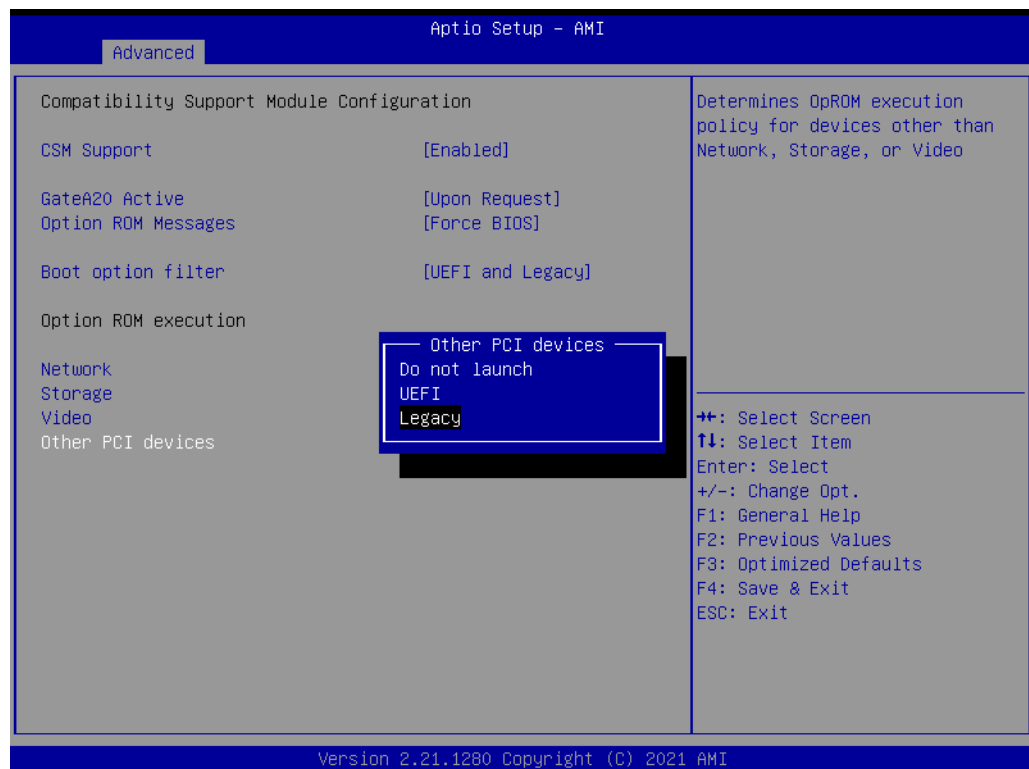 Aptio Setup – AMI
Advanced
Compatibility Support Module Configuration
CSM Support [Enabled]
GateA20 Active [Upon Request]
Option ROM Messages [Force BIOS]
Boot option filter [UEFI and Legacy]
Option ROM execution
Network
Storage
Video
Other PCI devices
Other PCI devices
Do not launch
UEFI
Legacy
Determines OpROM execution
policy for devices other than
Network, Storage, or Video
→←: Select Screen
↑↓: Select Item
Enter: Select
+/-: Change Opt.
F1: General Help
F2: Previous Values
F3: Optimized Defaults
F4: Save & Exit
ESC: Exit
Version 2.21.1280 Copyright (C) 2021 AMI